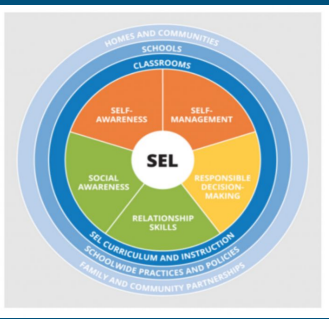 HOMES AND COMMUNITIES
SCHOOLS
CLASSROOMS
SELF-
AWARENESS
SELF-
MANAGEMENT
SEL
SOCIAL
AWARENESS
RESPONSIBLE
DECISION-
MAKING
RELATIONSHIP
SKILLS
SEL CURRICULUM AND INSTRUCTION
SCHOOLWIDE PRACTICES AND POLICIES
FAMILY AND COMMUNITY PARTNERSHIPS